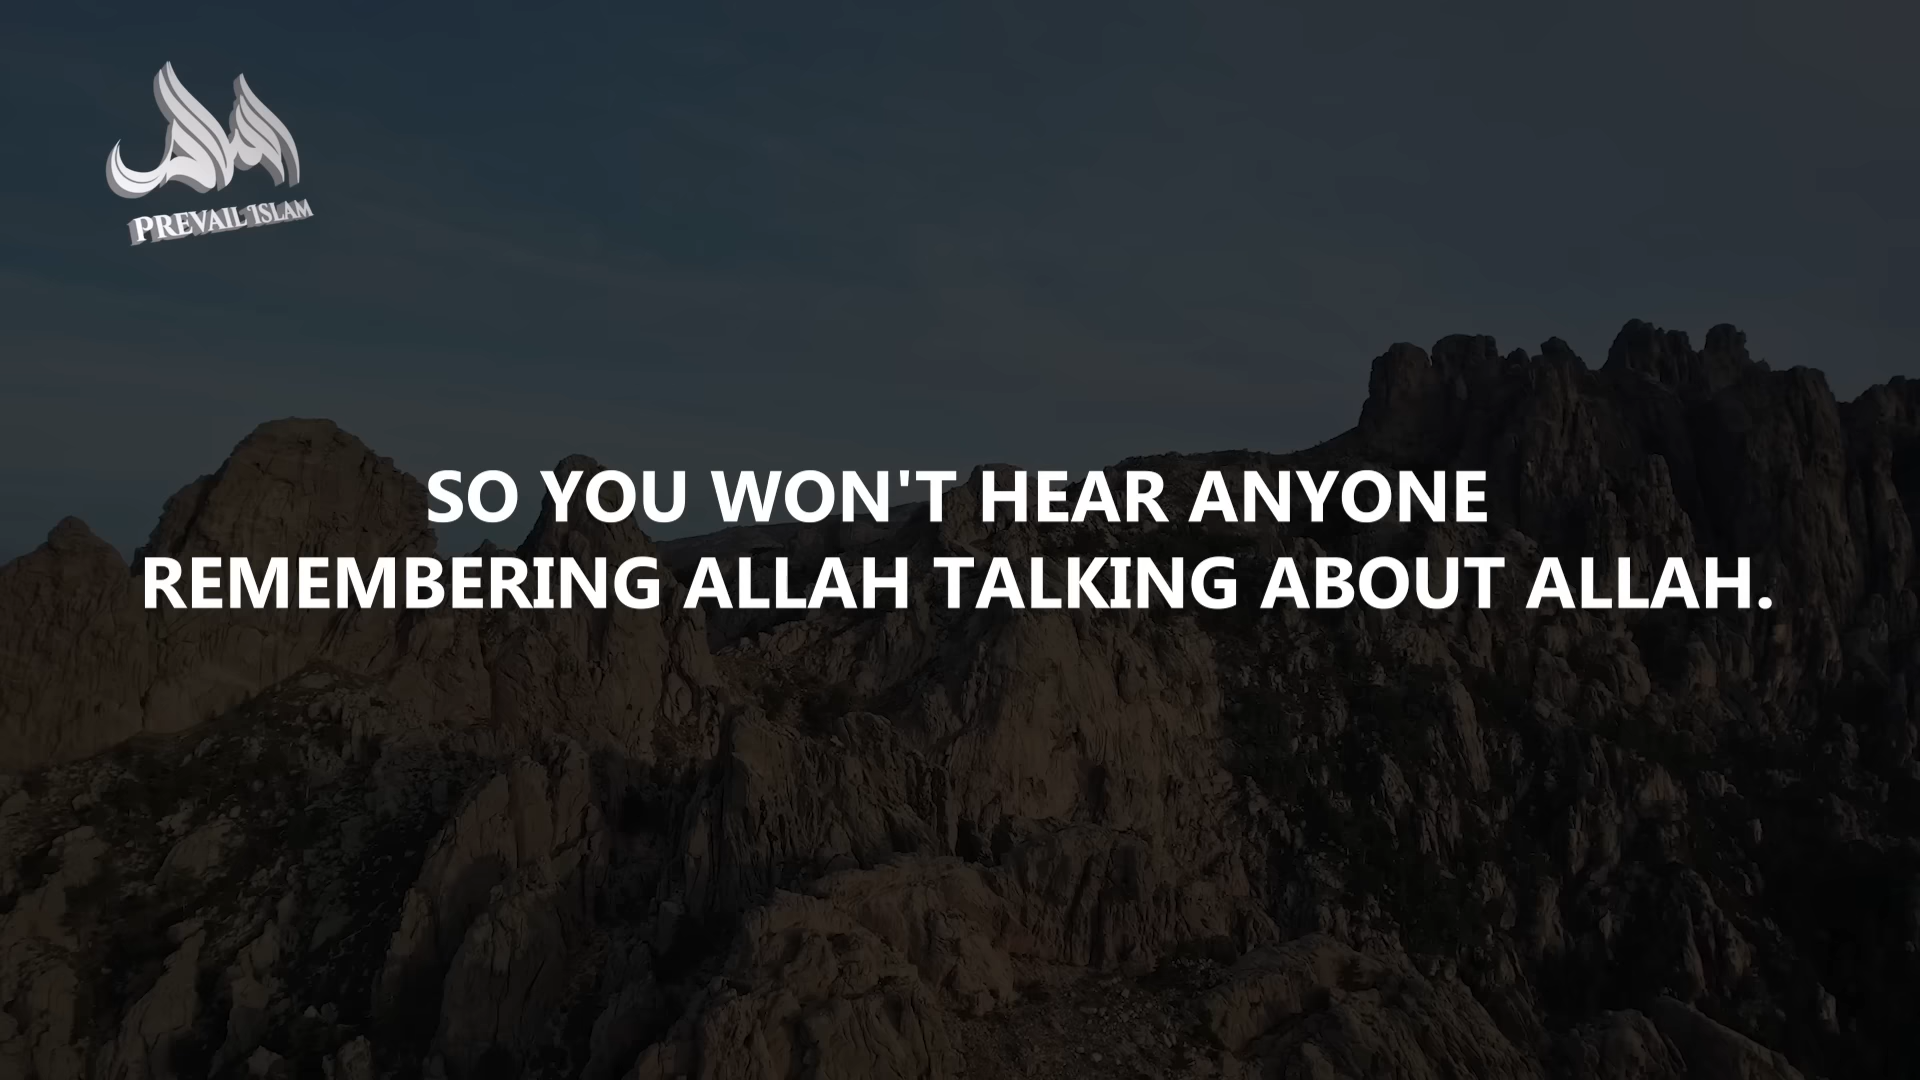 PREVAIL ISLAM
SO YOU WON'T HEAR ANYONE
REMEMBERING ALLAH TALKING ABOUT ALLAH.